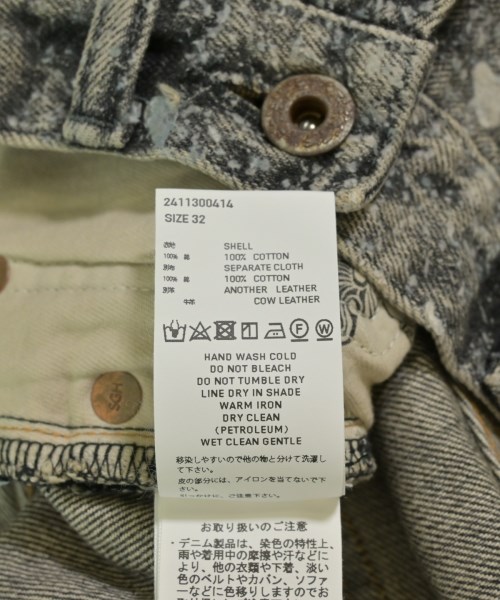 2411300414
SIZE 32
SHELL
100% 綿 100% COTTON
別布 SEPARATE CLOTH
100% 綿 100% COTTON
別革 ANOTHER LEATHER
牛革 COW LEATHER
F W
HAND WASH COLD
DO NOT BLEACH
DO NOT TUMBLE DRY
LINE DRY IN SHADE
WARM IRON
DRY CLEAN
(PETROLEUM)
WET CLEAN GENTLE
移染しやすいので他の物と分けて洗濯し
て下さい。
皮の部分には、アイロンを当てないで下
さい。
お取り扱いのご注意
・デニム製品は、染色の特性上、
雨や着用中の摩擦や汗などによ
り、他の衣類や下着、淡い
色のベルトやカバン、ソファ
ーなどに色移りしますのでお